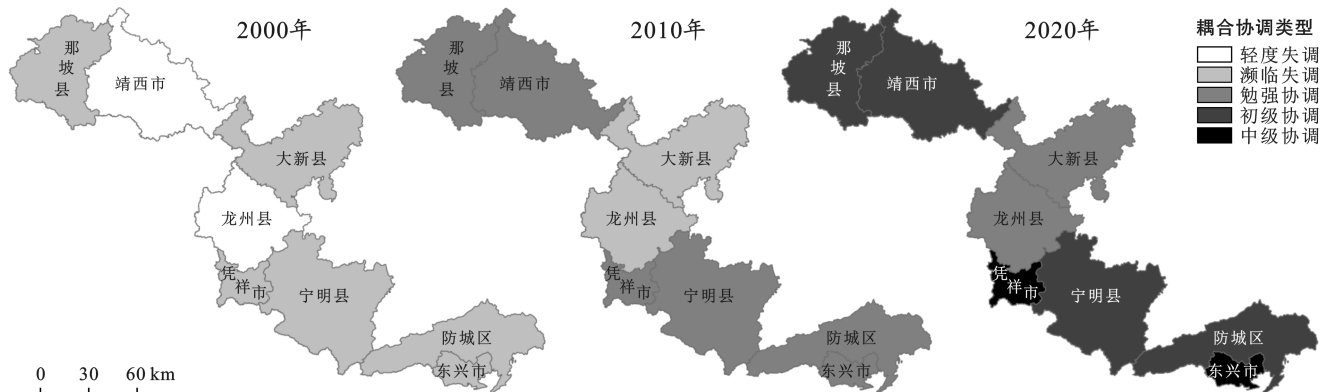 2000年
那坡县
靖西市
大新县
龙州县
凭祥市
宁明县
防城区
东兴市
0 30 60 km
2010年
那坡县
靖西市
大新县
龙州县
凭祥市
宁明县
防城区
东兴市
2020年
那坡县
靖西市
大新县
龙州县
凭祥市
宁明县
防城区
东兴市
耦合协调类型
轻度失调
濒临失调
勉强协调
初级协调
中级协调